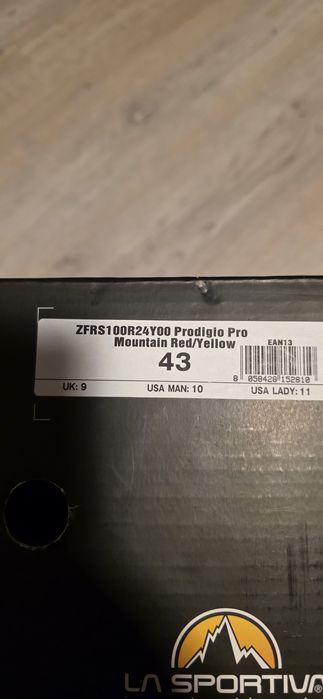 ZFRS100R24Y00 Prodigio Pro
Mountain Red/Yellow
EAN13
43
8 058428 152810
UK: 9 USA MAN: 10 USA LADY: 11
LA SPORTIVA®